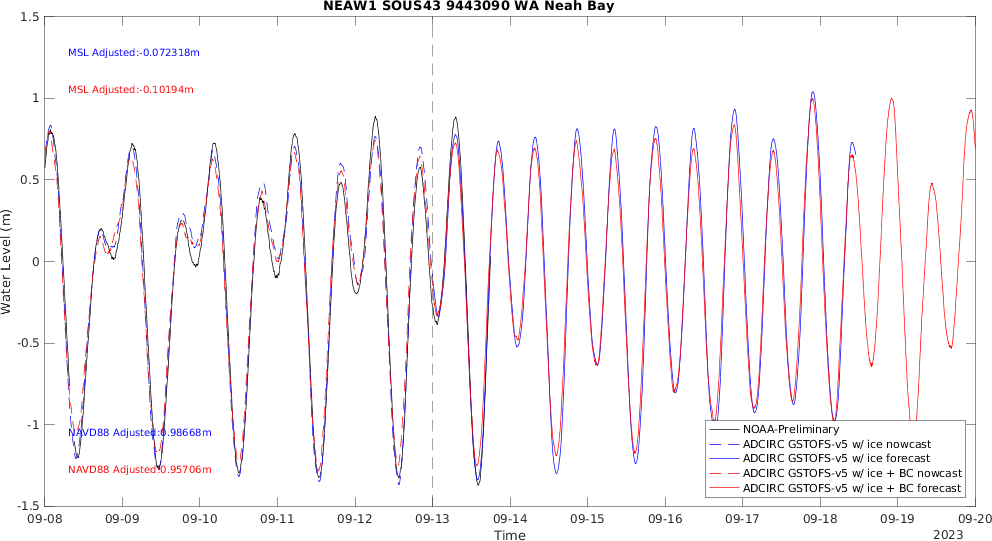 NEAW1 SOUS43 9443090 WA Neah Bay
1.5
1
0.5
0
-0.5
-1
-1.5
Water Level (m)
MSL Adjusted:-0.072318m
MSL Adjusted:-0.10194m
NAVD88 Adjusted:0.98668m
NAVD88 Adjusted:0.95706m
NOAA-Preliminary
ADCIRC GSTOFS-v5 w/ ice nowcast
ADCIRC GSTOFS-v5 w/ ice forecast
ADCIRC GSTOFS-v5 w/ ice + BC nowcast
ADCIRC GSTOFS-v5 w/ ice + BC forecast
09-08 09-09 09-10 09-11 09-12 09-13 09-14 09-15 09-16 09-17 09-18 09-19 09-20
Time
2023